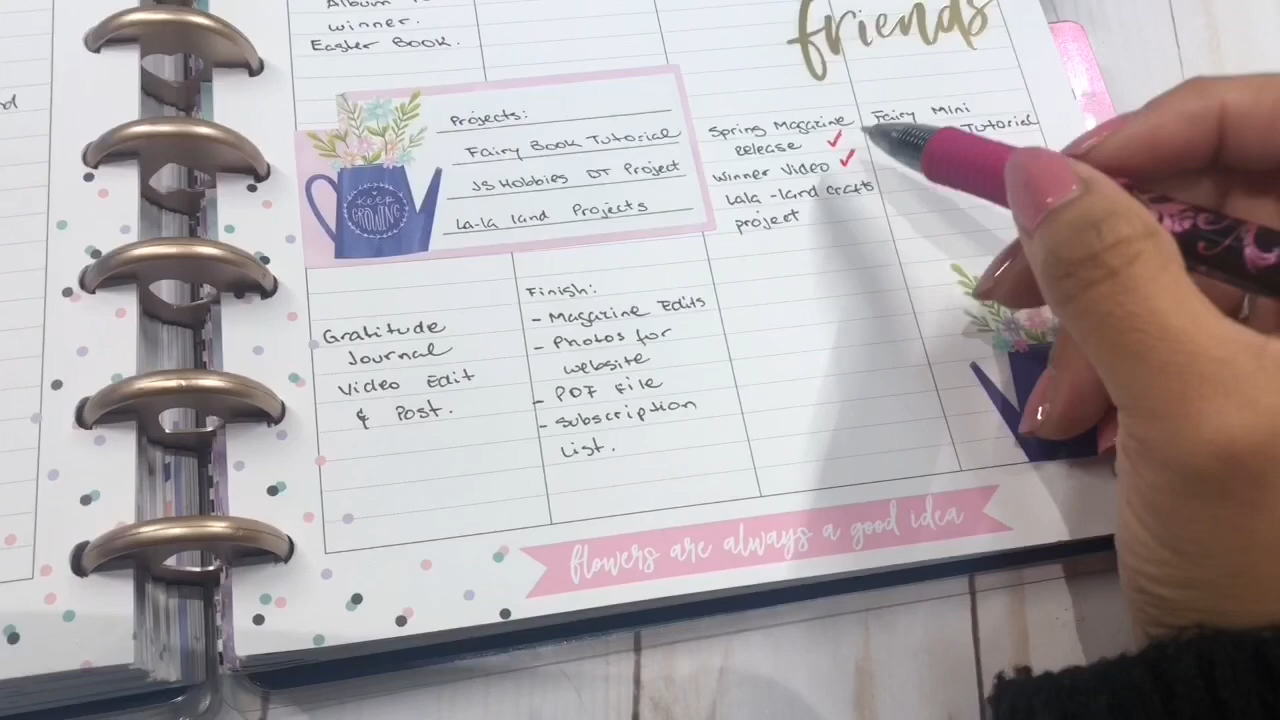 winner.
Easter Book.
friends
Projects:
Fairy Book Tutorial
JS Hobbies DT Project
La-la land Projects
Keep
GROWING
Spring Magazine
release ✓
Winner Video ✓
Lala-land crafts
project
Fairy Mini
Tutorial
Gratitude
Journal
Video Edit
& Post.
Finish:
- Magazine Edits
- Photos for
website
- PDF File
- Subscription
List.
flowers are always a good idea